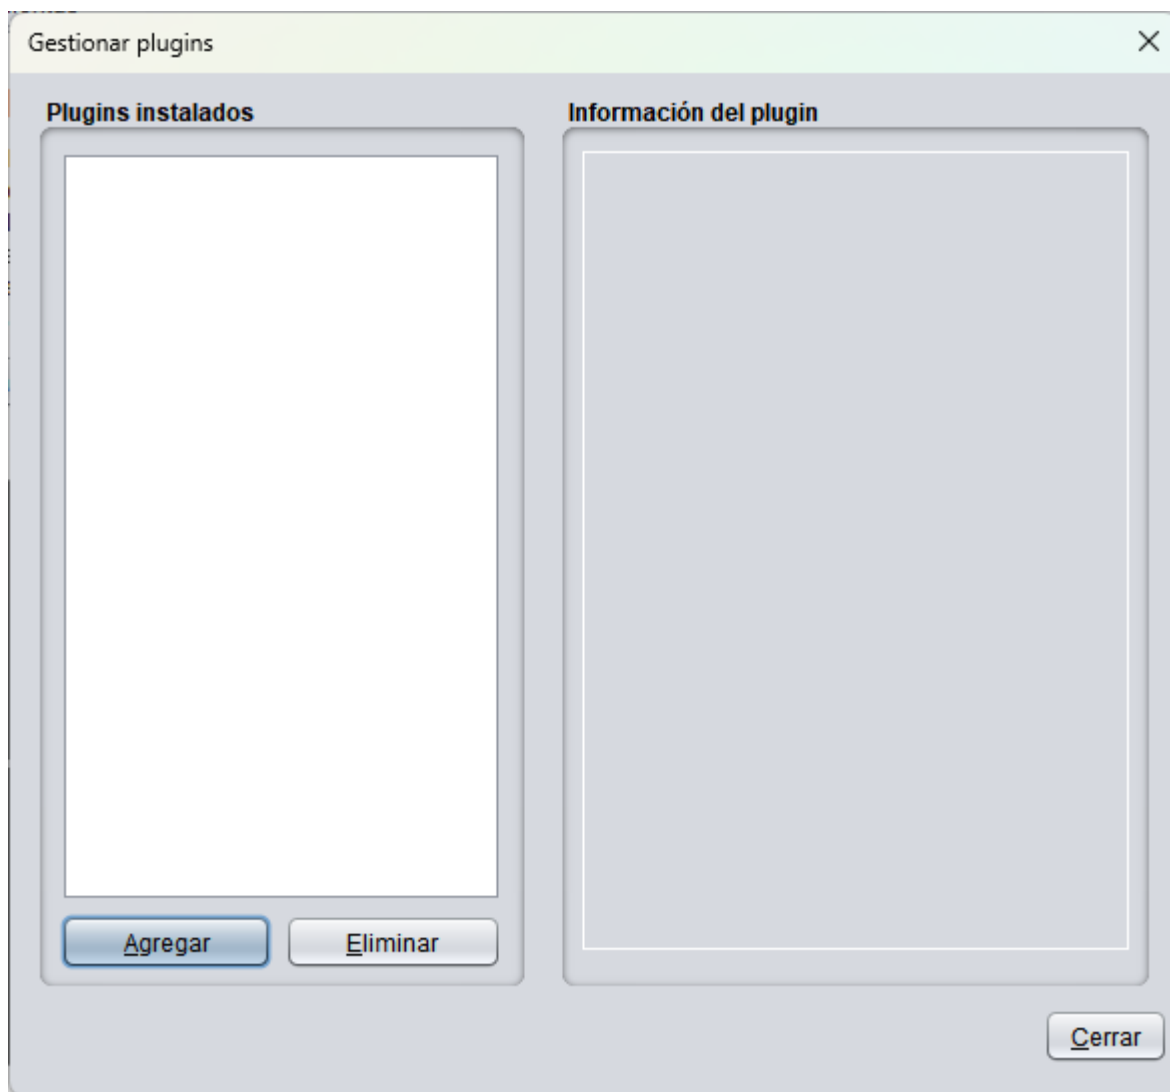 Gestionar plugins
Plugins instalados
Información del plugin
Agregar
Eliminar
Cerrar